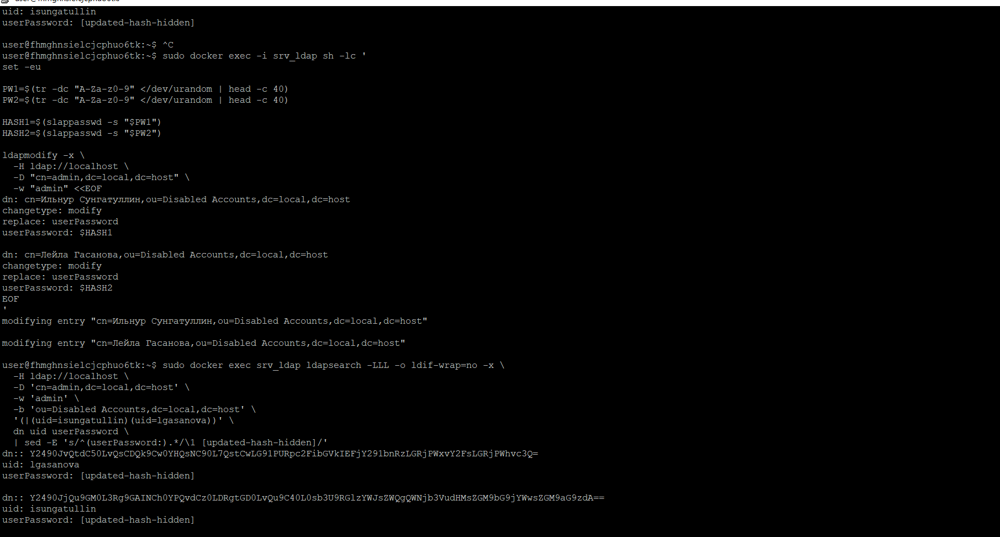 uid: isungatullin
userPassword: [updated-hash-hidden]
user@fhmghnsielcjcphuo6tk:~$ ^C
user@fhmghnsielcjcphuo6tk:~$ sudo docker exec -i srv_ldap sh -lc '
set -eu
PW1=$(tr -dc "A-Za-z0-9" </dev/urandom | head -c 40)
PW2=$(tr -dc "A-Za-z0-9" </dev/urandom | head -c 40)
HASH1=$(slappasswd -s "$PW1")
HASH2=$(slappasswd -s "$PW2")
ldapmodify -x \
-H ldap://localhost \
-D "cn=admin,dc=local,dc=host" \
-w "admin" <<EOF
dn: cn=Ильнур Сунгатуллин,ou=Disabled Accounts,dc=local,dc=host
changetype: modify
replace: userPassword
userPassword: $HASH1
dn: cn=Лейла Гасанова,ou=Disabled Accounts,dc=local,dc=host
changetype: modify
replace: userPassword
userPassword: $HASH2
EOF
'
modifying entry "cn=Ильнур Сунгатуллин,ou=Disabled Accounts,dc=local,dc=host"
modifying entry "cn=Лейла Гасанова,ou=Disabled Accounts,dc=local,dc=host"
user@fhmghnsielcjcphuo6tk:~$ sudo docker exec srv_ldap ldapsearch -LLL -o ldif-wrap=no -x \
-H ldap://localhost \
-D 'cn=admin,dc=local,dc=host' \
-w 'admin' \
-b 'ou=Disabled Accounts,dc=local,dc=host' \
'(|(uid=isungatullin)(uid=lgasanova))' \
dn uid userPassword \
| sed -E 's/^(userPassword:).*/\1 [updated-hash-hidden]/'
dn:: Y2490JvQtdC50LvQsCDQk9Cw0YHQsNC90L7QstCwLG91PURpc2FibGVkIEFjY291bnRzLGRjPWxvY2FsLGRjPWhvc3Q=
uid: lgasanova
userPassword: [updated-hash-hidden]
dn:: Y2490JjQu9GM0L3Rg9GAINCh0YPQvdCz0LDRgtGD0LvQu9C40L0sb3U9RGlzYWJsZWQgQWNjb3VudHMsZGM9bG9jYWwsZGM9aG9zdA==
uid: isungatullin
userPassword: [updated-hash-hidden]